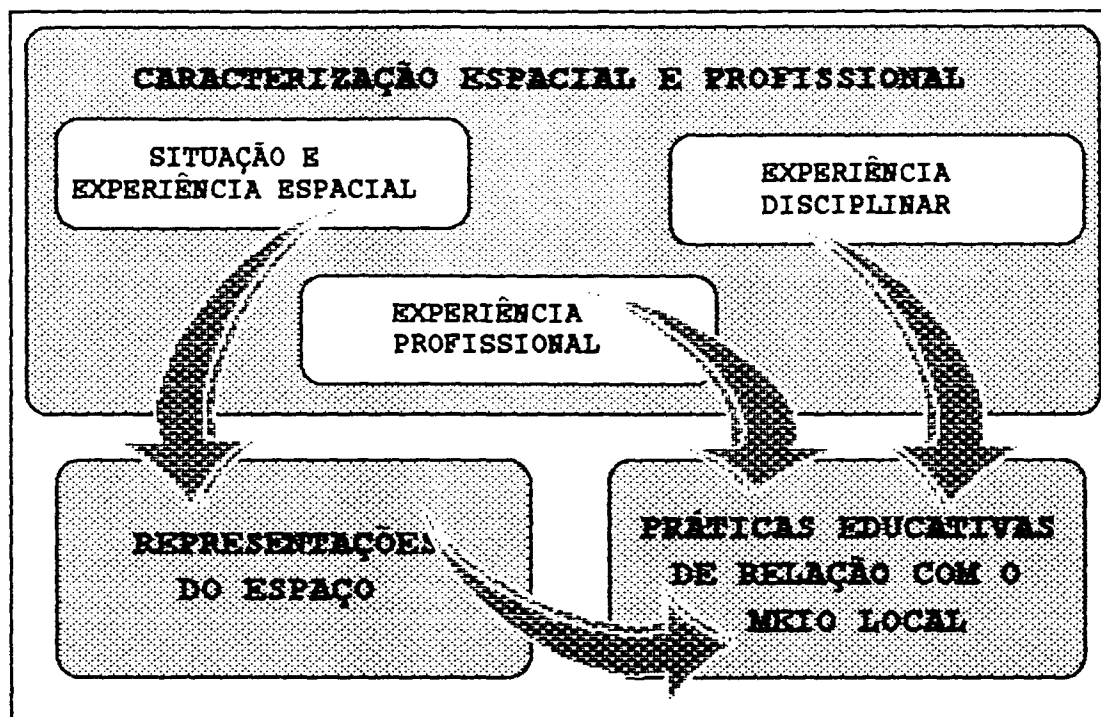 CARACTERIZAÇÃO ESPACIAL E PROFISSIONAL
SITUAÇÃO E
EXPERIÊNCIA ESPACIAL
EXPERIÊNCIA
DISCIPLINAR
EXPERIÊNCIA
PROFISSIONAL
REPRESENTAÇÕES
DO ESPAÇO
PRÁTICAS EDUCATIVAS
DE RELAÇÃO COM O
MEIO LOCAL